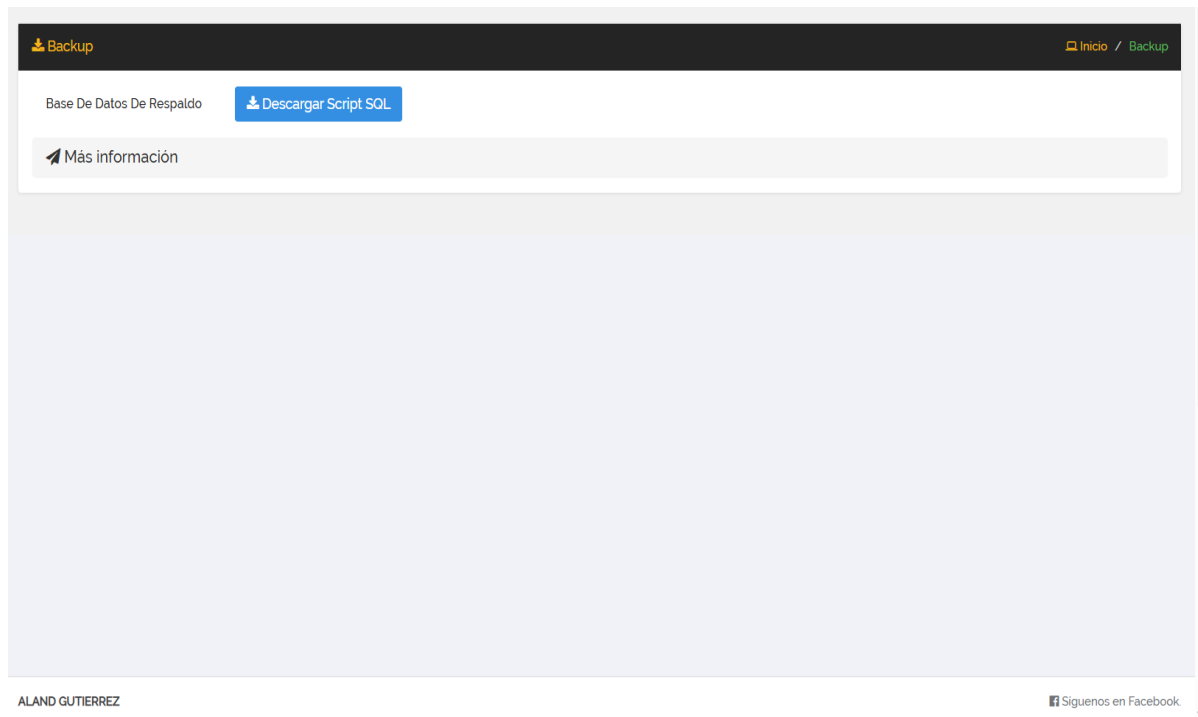 Backup
Inicio / Backup
Base De Datos De Respaldo
Descargar Script SQL
Más información
ALAND GUTIERREZ
Siguenos en Facebook.